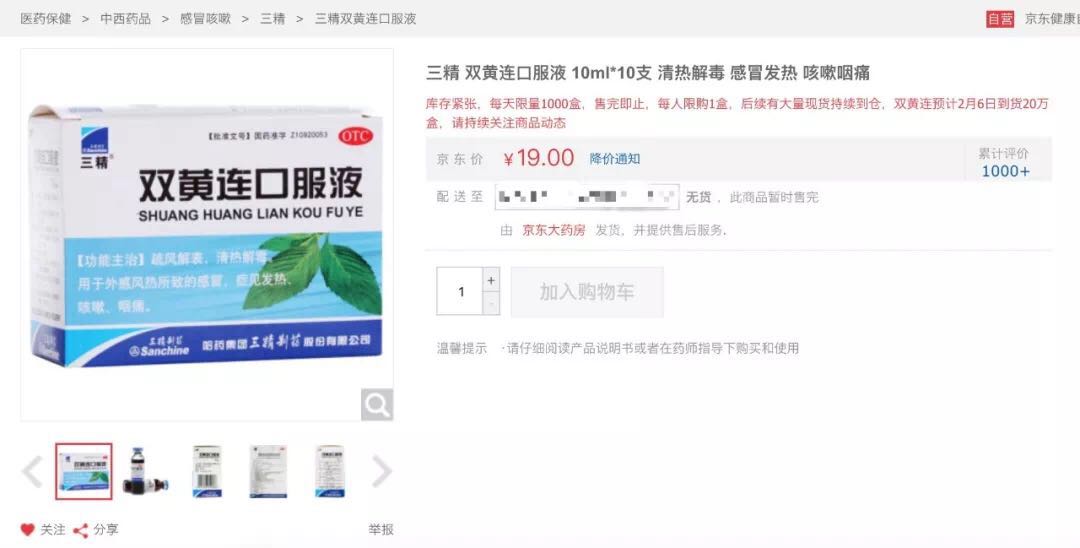 医药保健 > 中西药品 > 感冒咳嗽 > 三精 > 三精双黄连口服液
自营 京东健康
三精 双黄连口服液 10ml*10支 清热解毒 感冒发热 咳嗽咽痛
库存紧张，每天限量1000盒，售完即止，每人限购1盒，后续有大量现货持续到仓，双黄连预计2月6日到货20万
盒，请持续关注商品动态
京东价 ￥19.00 降价通知
累计评价
1000+
配送至
无货 ，此商品暂时售完
由 京东大药房 发货，并提供售后服务.
1
+
-
加入购物车
温馨提示 ·请仔细阅读产品说明书或者在药师指导下购买和使用
【批准文号】国药准字 Z10920053
OTC
Sanchine
三精®
双黄连口服液
SHUANG HUANG LIAN KOU FU YE
【功能主治】疏风解表、清热解毒。
用于外感风热所致的感冒，症见发热、
咳嗽、咽痛。
三精制药
Sanchine
哈药集团三精制药股份有限公司
双黄连口服液
关注 分享
举报